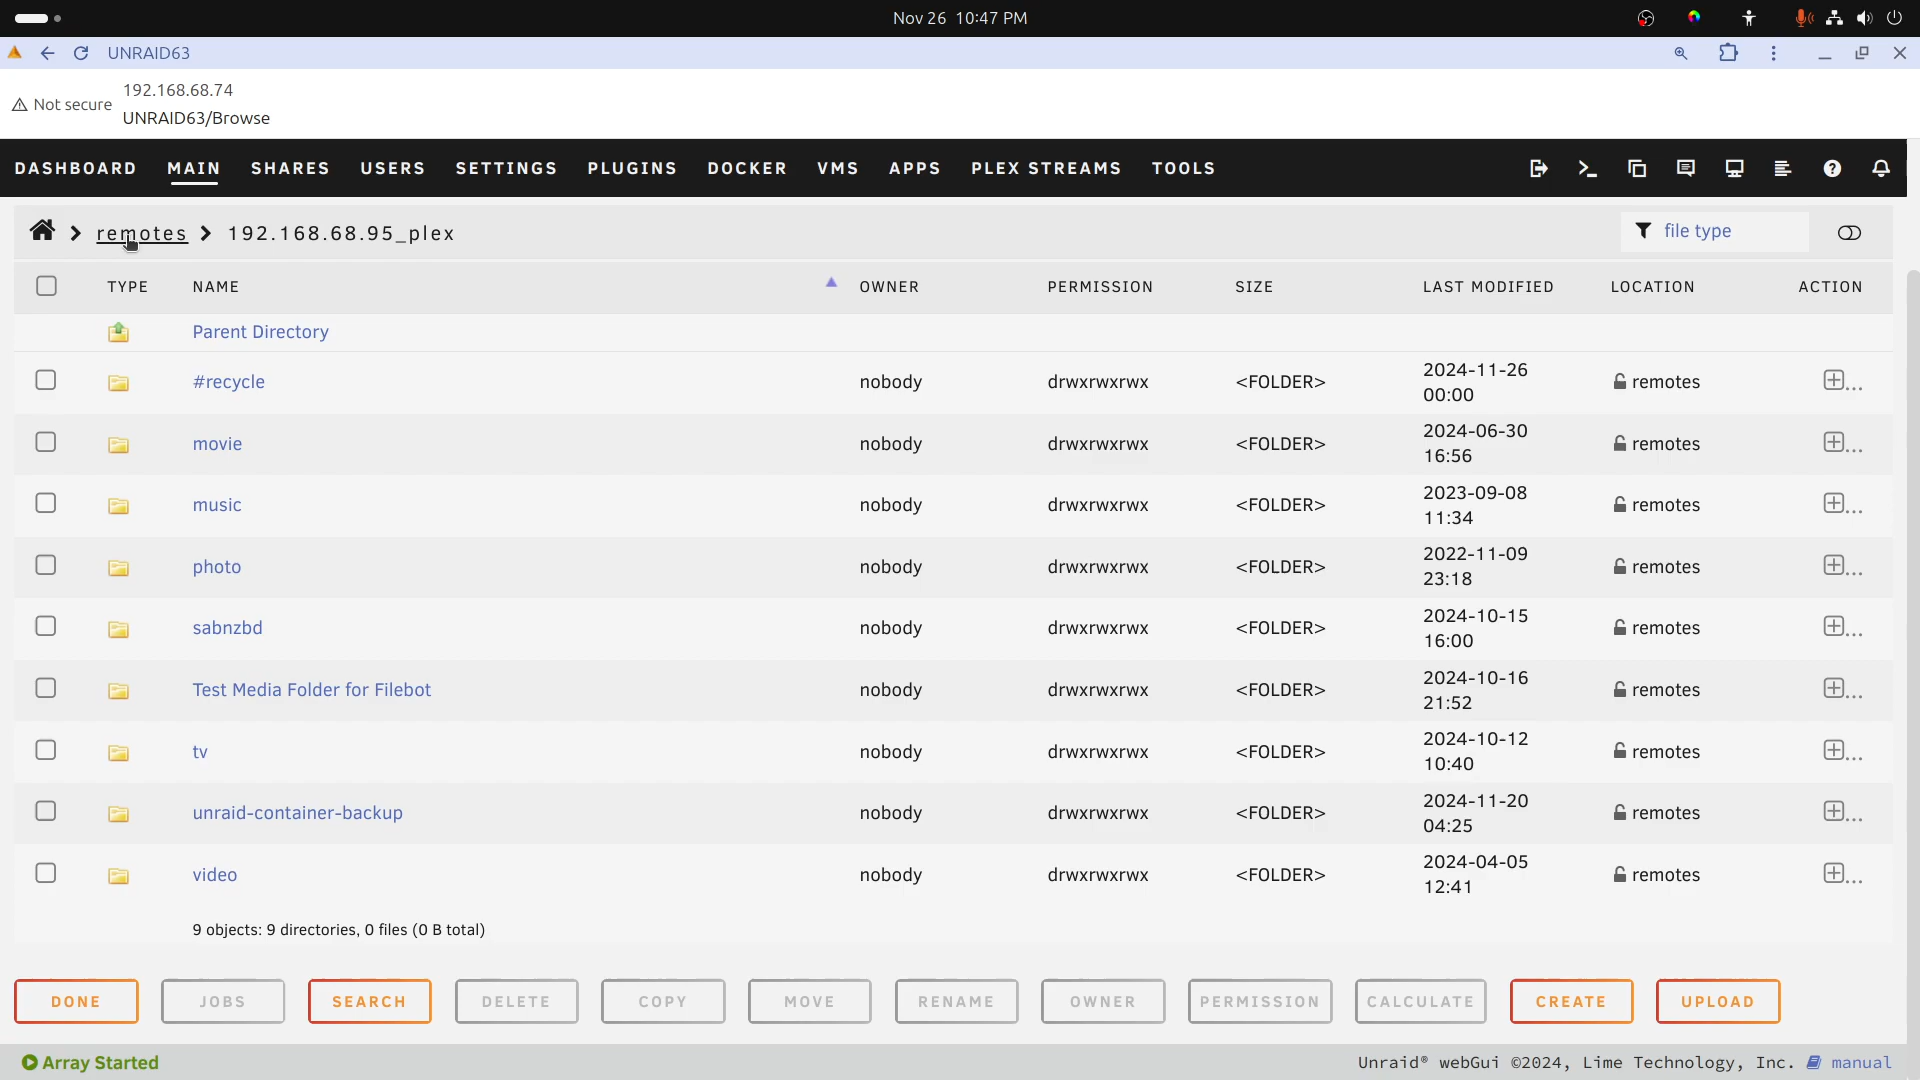 Nov 26 10:47 PM
UNRAID63
Not secure
192.168.68.74
UNRAID63/Browse
DASHBOARD MAIN SHARES USERS SETTINGS PLUGINS DOCKER VMS APPS PLEX STREAMS TOOLS
remotes 192.168.68.95_plex
file type
TYPE NAME OWNER PERMISSION SIZE LAST MODIFIED LOCATION ACTION
Parent Directory
#recycle nobody drwxrwxrwx <FOLDER> 2024-11-26 00:00 remotes ...
movie nobody drwxrwxrwx <FOLDER> 2024-06-30 16:56 remotes ...
music nobody drwxrwxrwx <FOLDER> 2023-09-08 11:34 remotes ...
photo nobody drwxrwxrwx <FOLDER> 2022-11-09 23:18 remotes ...
sabnzbd nobody drwxrwxrwx <FOLDER> 2024-10-15 16:00 remotes ...
Test Media Folder for Filebot nobody drwxrwxrwx <FOLDER> 2024-10-16 21:52 remotes ...
tv nobody drwxrwxrwx <FOLDER> 2024-10-12 10:40 remotes ...
unraid-container-backup nobody drwxrwxrwx <FOLDER> 2024-11-20 04:25 remotes ...
video nobody drwxrwxrwx <FOLDER> 2024-04-05 12:41 remotes ...
9 objects: 9 directories, 0 files (0 B total)
DONE JOBS SEARCH DELETE COPY MOVE RENAME OWNER PERMISSION CALCULATE CREATE UPLOAD
Array Started
Unraid® webGui ©2024, Lime Technology, Inc. manual